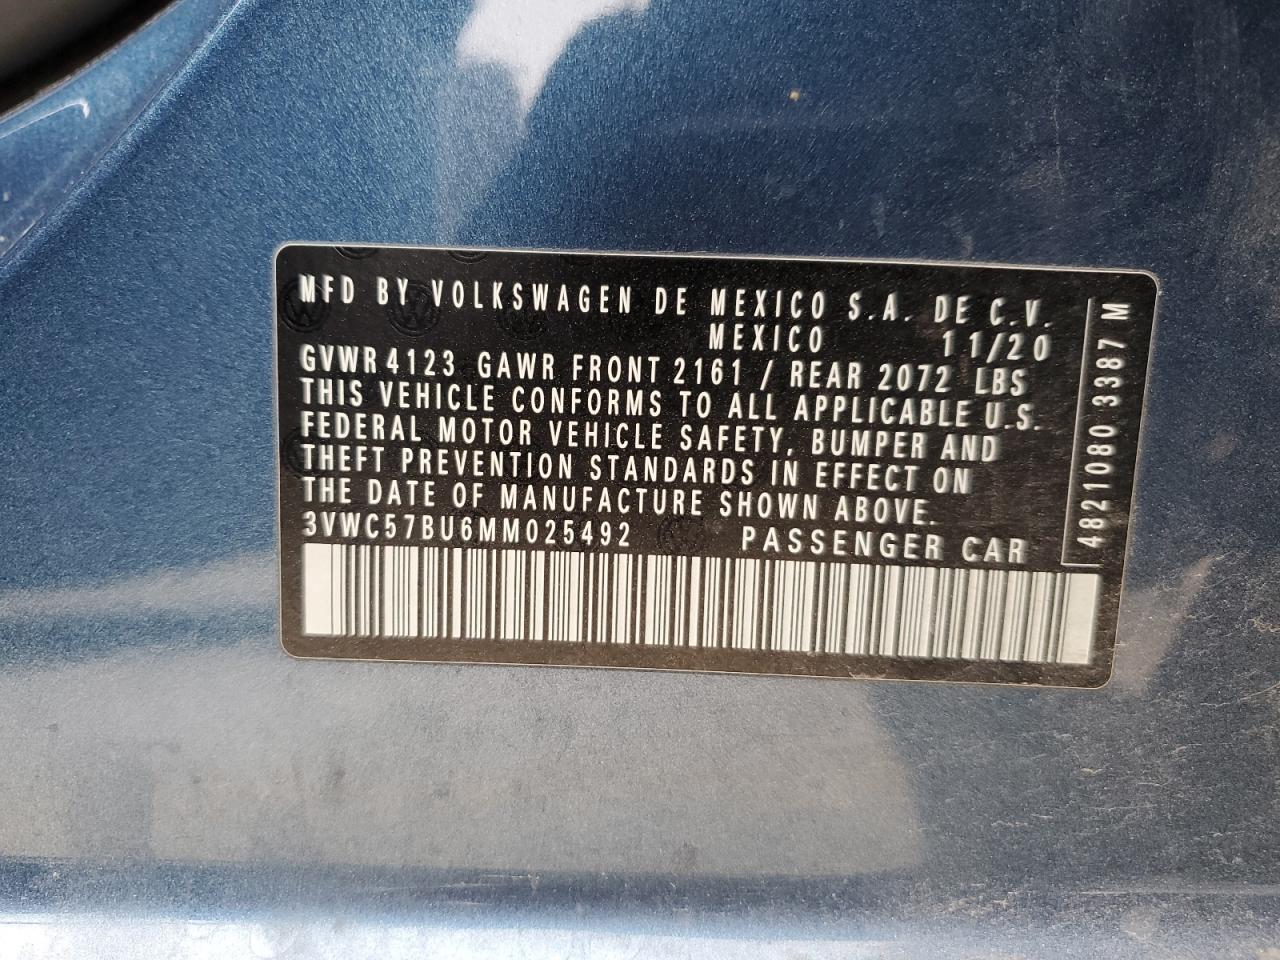 MFD BY VOLKSWAGEN DE MEXICO S.A. DE C.V.
MEXICO 11/20
GVWR 4123 GAWR FRONT 2161 / REAR 2072 LBS
THIS VEHICLE CONFORMS TO ALL APPLICABLE U.S.
FEDERAL MOTOR VEHICLE SAFETY, BUMPER AND
THEFT PREVENTION STANDARDS IN EFFECT ON
THE DATE OF MANUFACTURE SHOWN ABOVE.
3VWC57BU6MM025492 PASSENGER CAR
4821080 3387 M